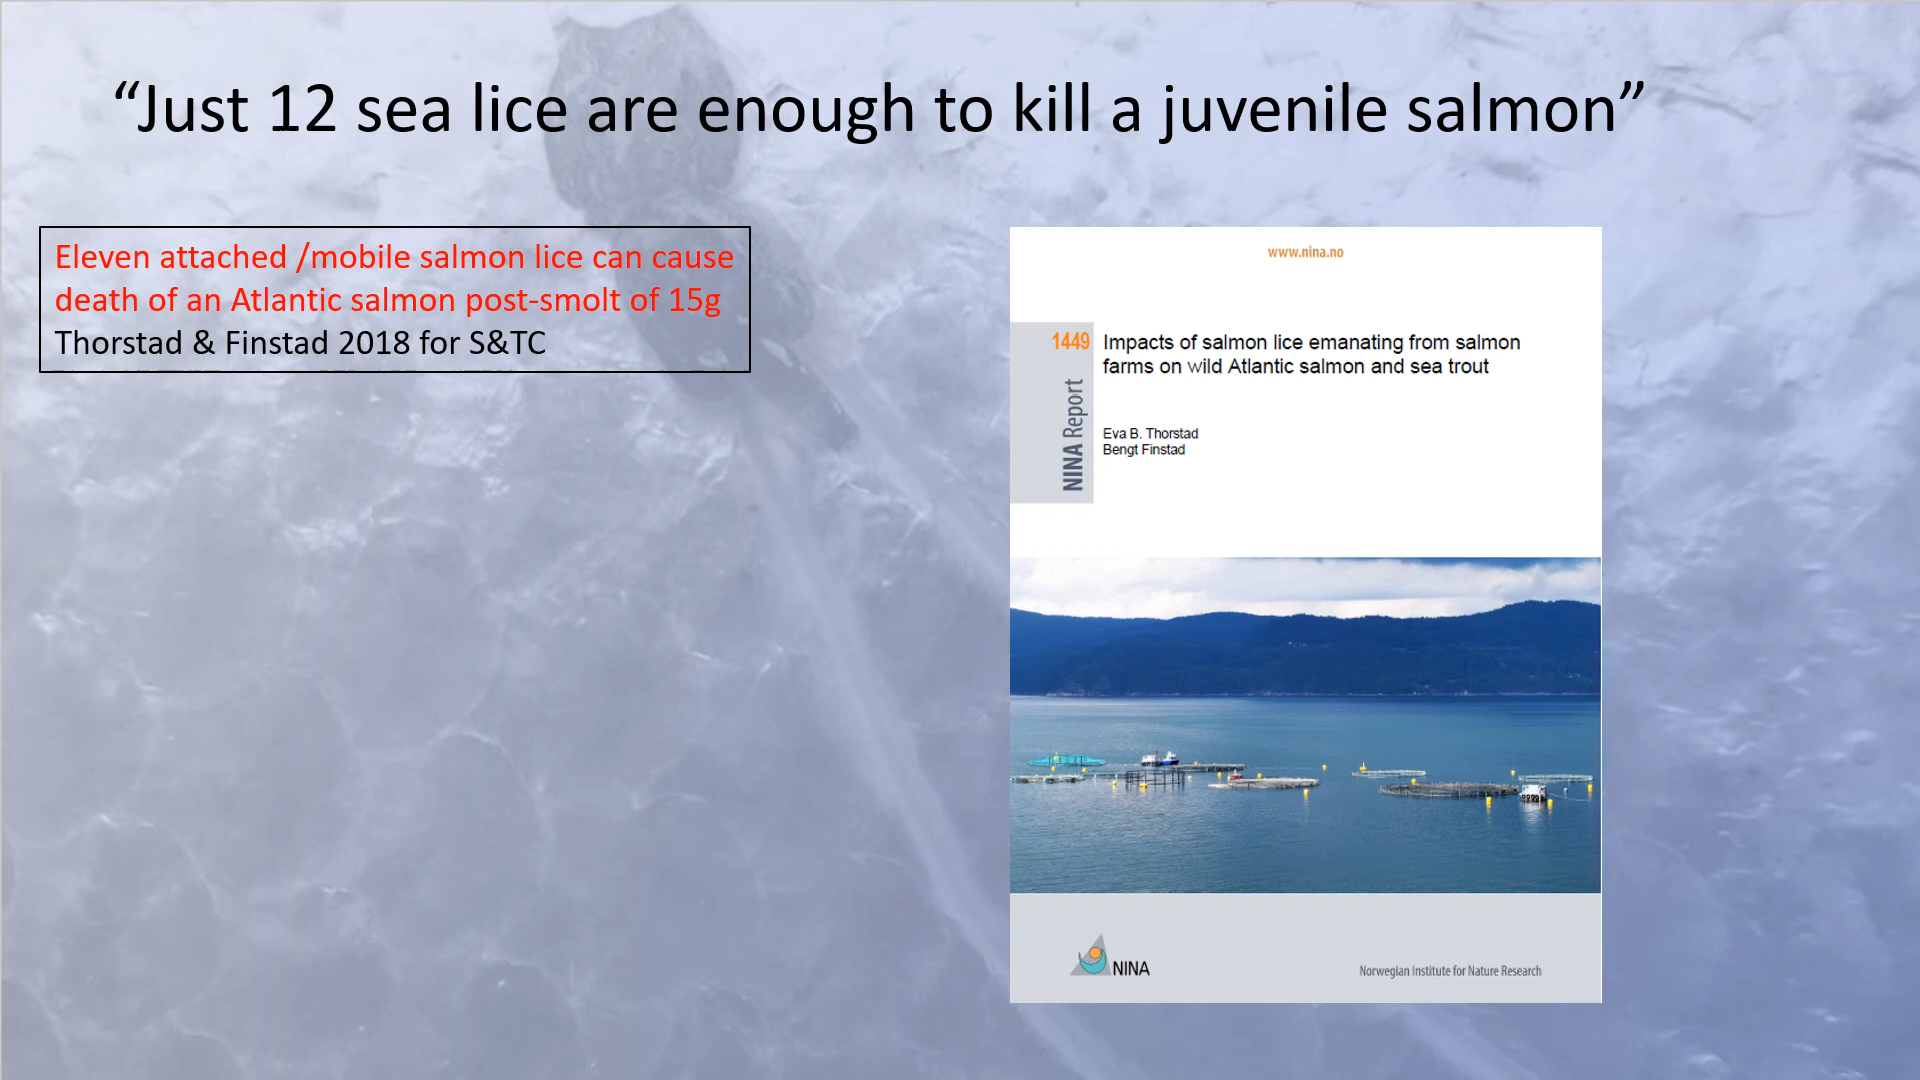 “Just 12 sea lice are enough to kill a juvenile salmon”
Eleven attached /mobile salmon lice can cause
death of an Atlantic salmon post-smolt of 15g
Thorstad & Finstad 2018 for S&TC
www.nina.no
1449
Impacts of salmon lice emanating from salmon
farms on wild Atlantic salmon and sea trout
NINA Report
Eva B. Thorstad
Bengt Finstad
NINA
Norwegian Institute for Nature Research